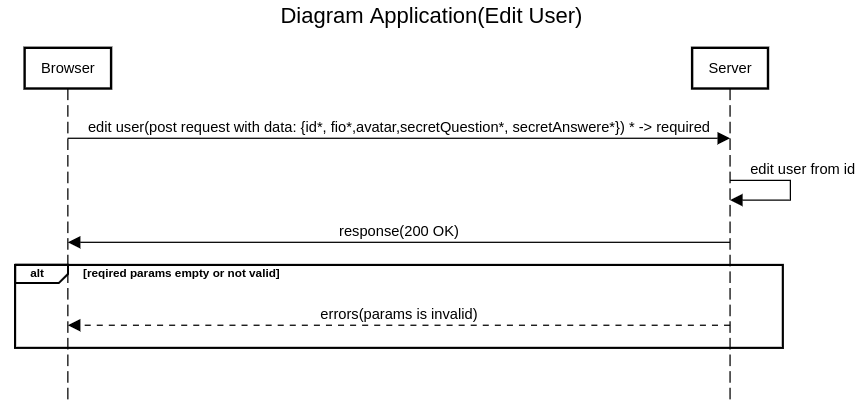 Diagram Application(Edit User)
Browser
Server
edit user(post request with data: {id*, fio*,avatar,secretQuestion*, secretAnswere*}) * -> required
edit user from id
response(200 OK)
alt
[reqired params empty or not valid]
errors(params is invalid)